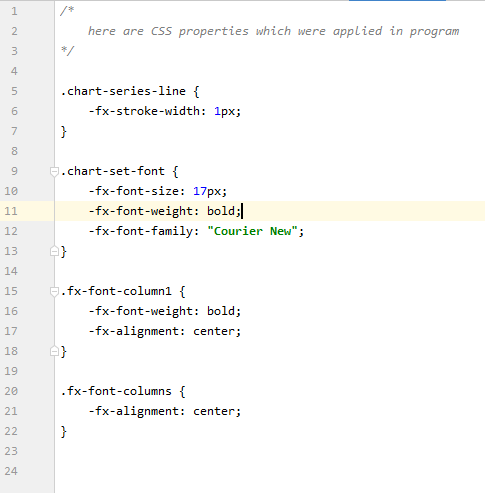 1 /*
2 here are CSS properties which were applied in program
3 */
4
5 .chart-series-line {
6 -fx-stroke-width: 1px;
7 }
8
9 .chart-set-font {
10 -fx-font-size: 17px;
11 -fx-font-weight: bold;
12 -fx-font-family: "Courier New";
13 }
14
15 .fx-font-column1 {
16 -fx-font-weight: bold;
17 -fx-alignment: center;
18 }
19
20 .fx-font-columns {
21 -fx-alignment: center;
22 }
23
24